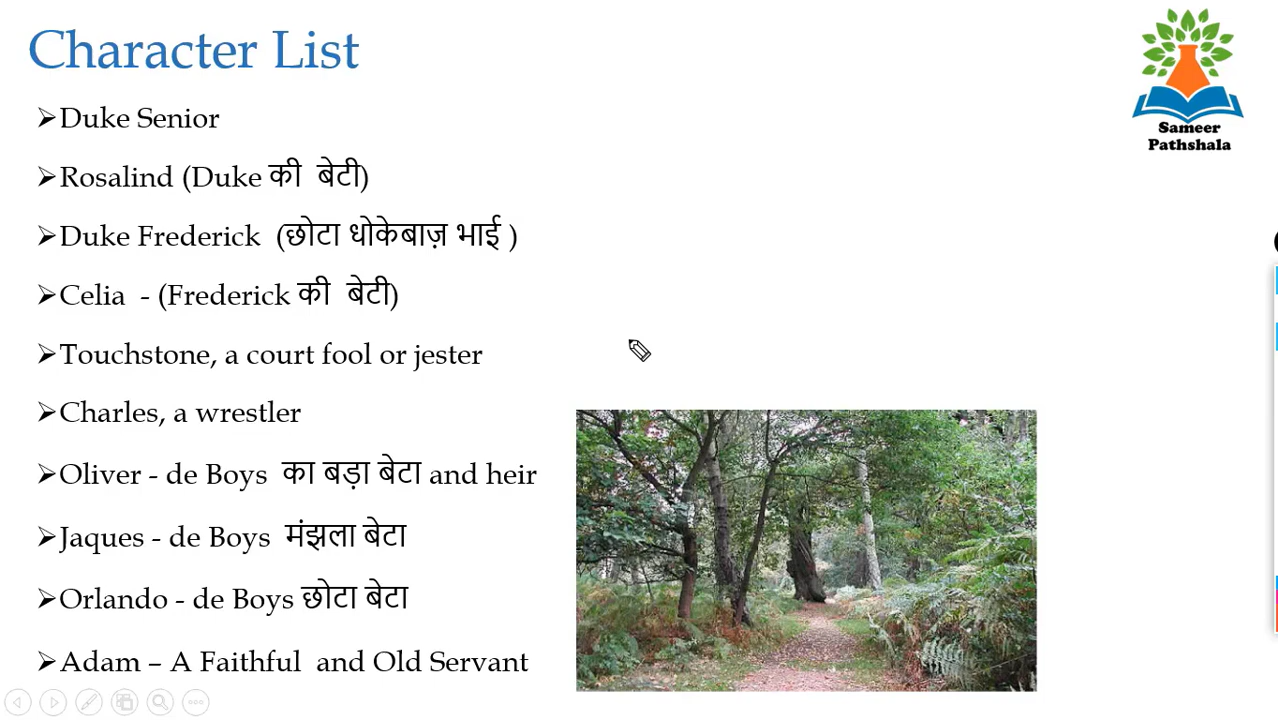 Character List
Sameer
Pathshala
➢Duke Senior
➢Rosalind (Duke की बेटी)
➢Duke Frederick (छोटा धोकेबाज़ भाई )
➢Celia - (Frederick की बेटी)
➢Touchstone, a court fool or jester
➢Charles, a wrestler
➢Oliver - de Boys का बड़ा बेटा and heir
➢Jaques - de Boys मंझला बेटा
➢Orlando - de Boys छोटा बेटा
➢Adam – A Faithful and Old Servant